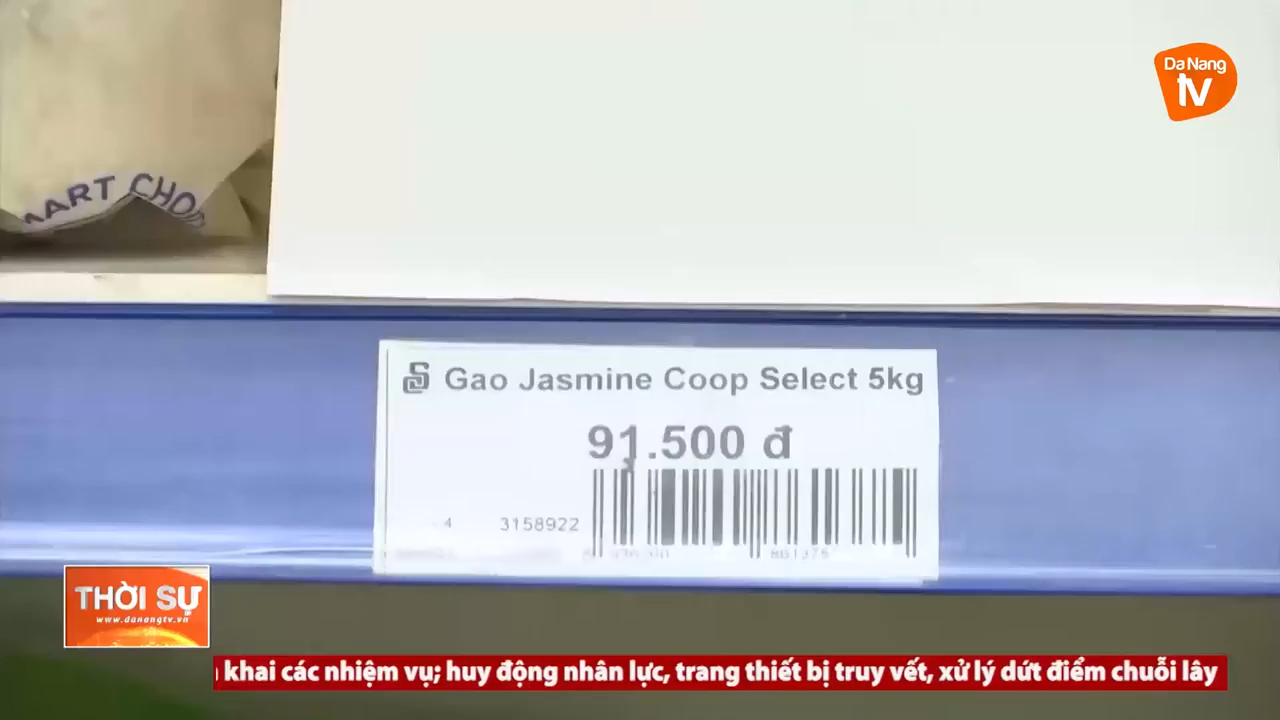 Da Nang
tv
ART CHO
Gao Jasmine Coop Select 5kg
91.500 đ
4 3158922
THỜI SỰ
www.danangtv.vn
khai các nhiệm vụ; huy động nhân lực, trang thiết bị truy vết, xử lý dứt điểm chuỗi lây